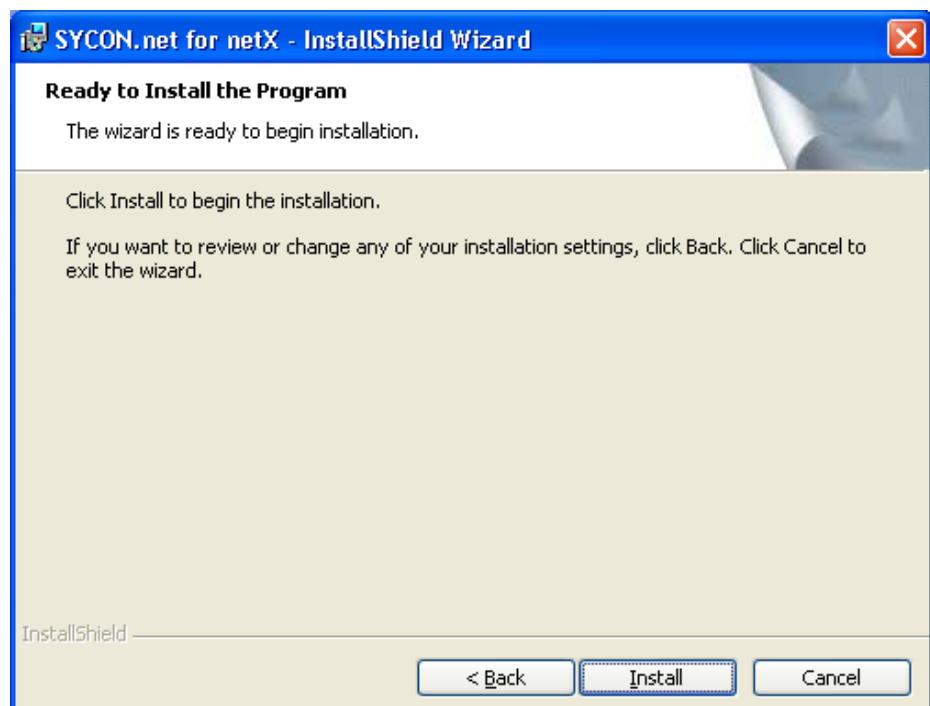 SYCON.net for netX - InstallShield Wizard
Ready to Install the Program
The wizard is ready to begin installation.
Click Install to begin the installation.
If you want to review or change any of your installation settings, click Back. Click Cancel to
exit the wizard.
InstallShield
< Back
Install
Cancel